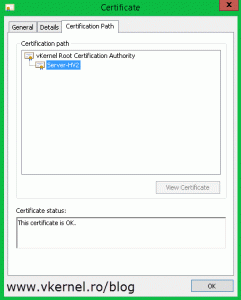 Certificate
General Details Certification Path
Certification path
vKernel Root Certification Authority
Server-HV2
View Certificate
Certificate status:
This certificate is OK.
www.vkernel.ro/blog
OK